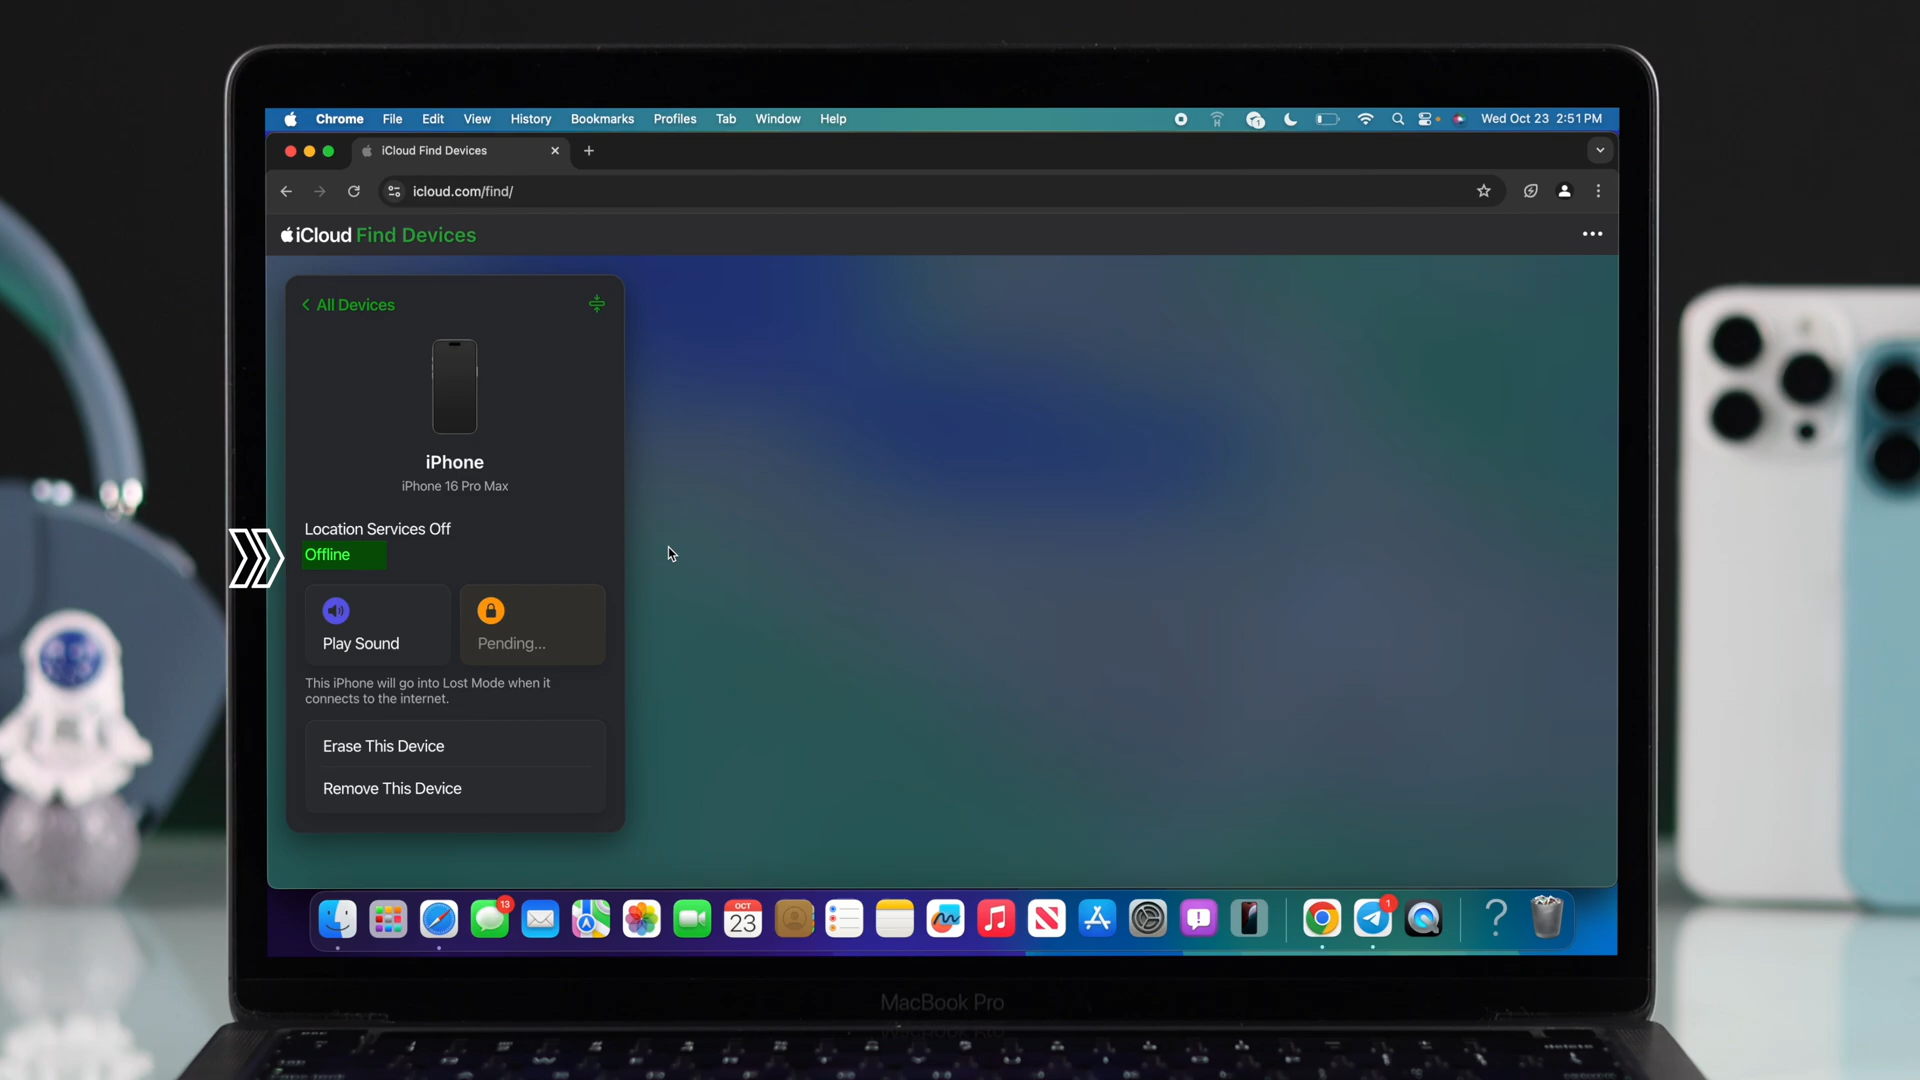 Chrome File Edit View History Bookmarks Profiles Tab Window Help
1
Wed Oct 23 2:51 PM
iCloud Find Devices
icloud.com/find/
iCloud Find Devices
All Devices
iPhone
iPhone 16 Pro Max
Location Services Off
Offline
Play Sound
Pending...
This iPhone will go into Lost Mode when it
connects to the internet.
Erase This Device
Remove This Device
13
OCT
23
1
MacBook Pro
delete